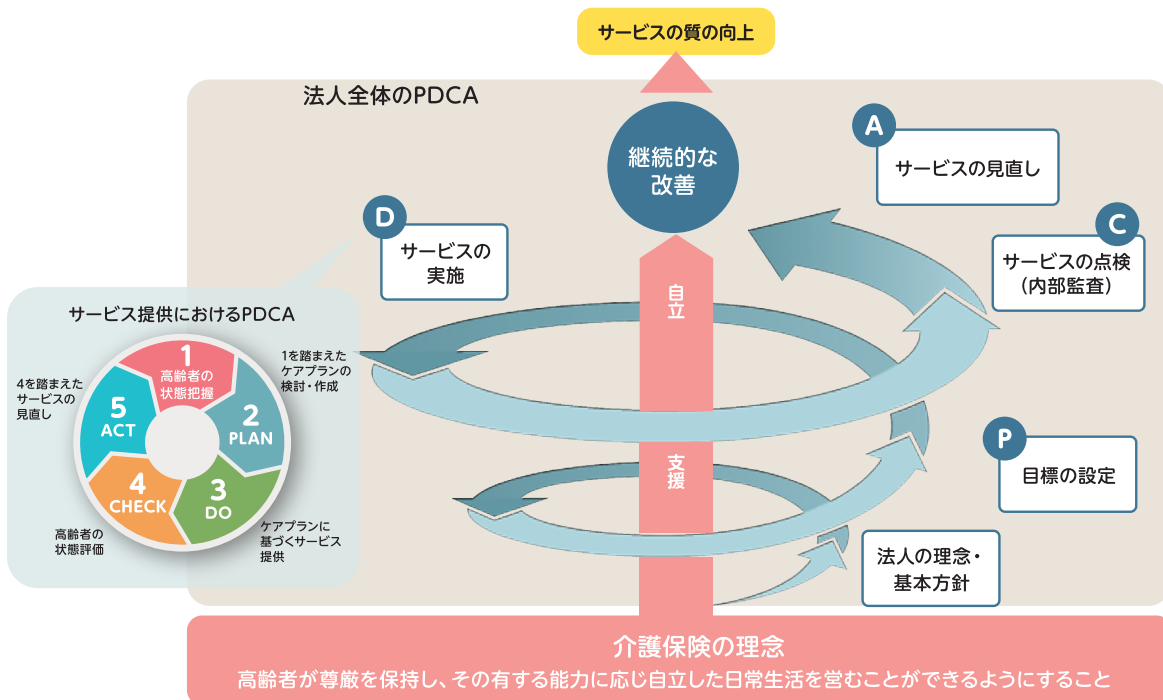 サービスの質の向上
法人全体のPDCA
継続的な
改善
A
サービスの見直し
D
サービスの
実施
C
サービスの点検
（内部監査）
自立
サービス提供におけるPDCA
1
高齢者の
状態把握
1を踏まえた
ケアプランの
検討・作成
2
PLAN
3
DO
ケアプランに
基づくサービス
提供
4
CHECK
高齢者の
状態評価
5
ACT
4を踏まえた
サービスの
見直し
支援
P
目標の設定
法人の理念・
基本方針
介護保険の理念
高齢者が尊厳を保持し、その有する能力に応じ自立した日常生活を営むことができるようにすること